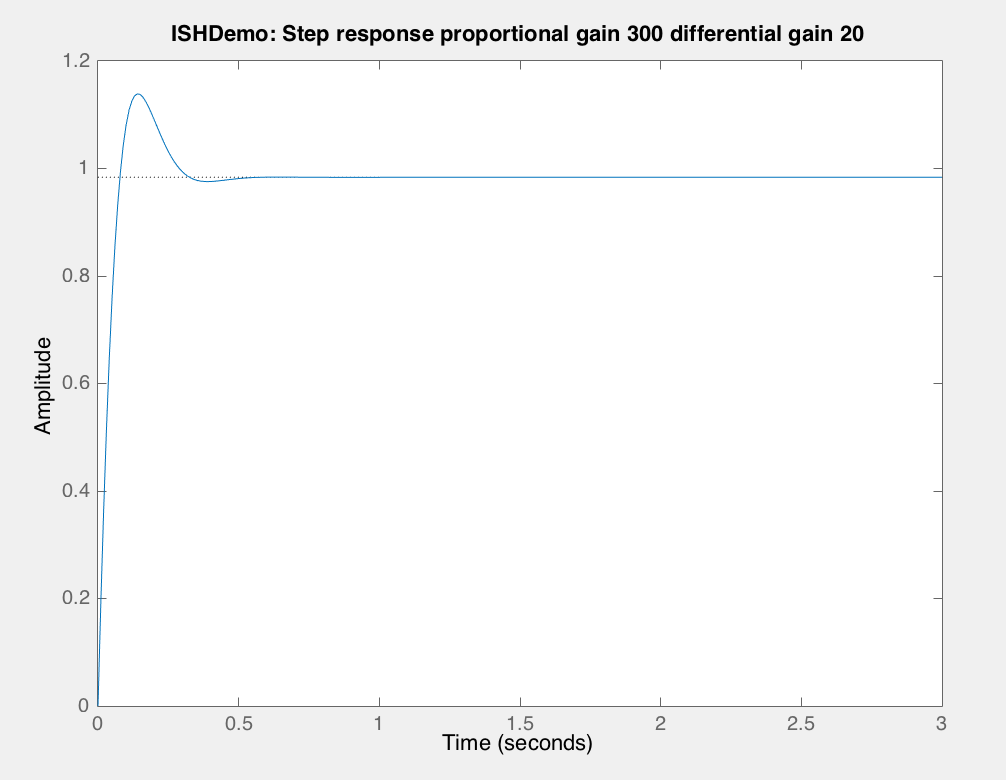 ISHDemo: Step response proportional gain 300 differential gain 20
1.2
1
0.8
0.6
0.4
0.2
0
Amplitude
0 0.5 1 1.5 2 2.5 3
Time (seconds)